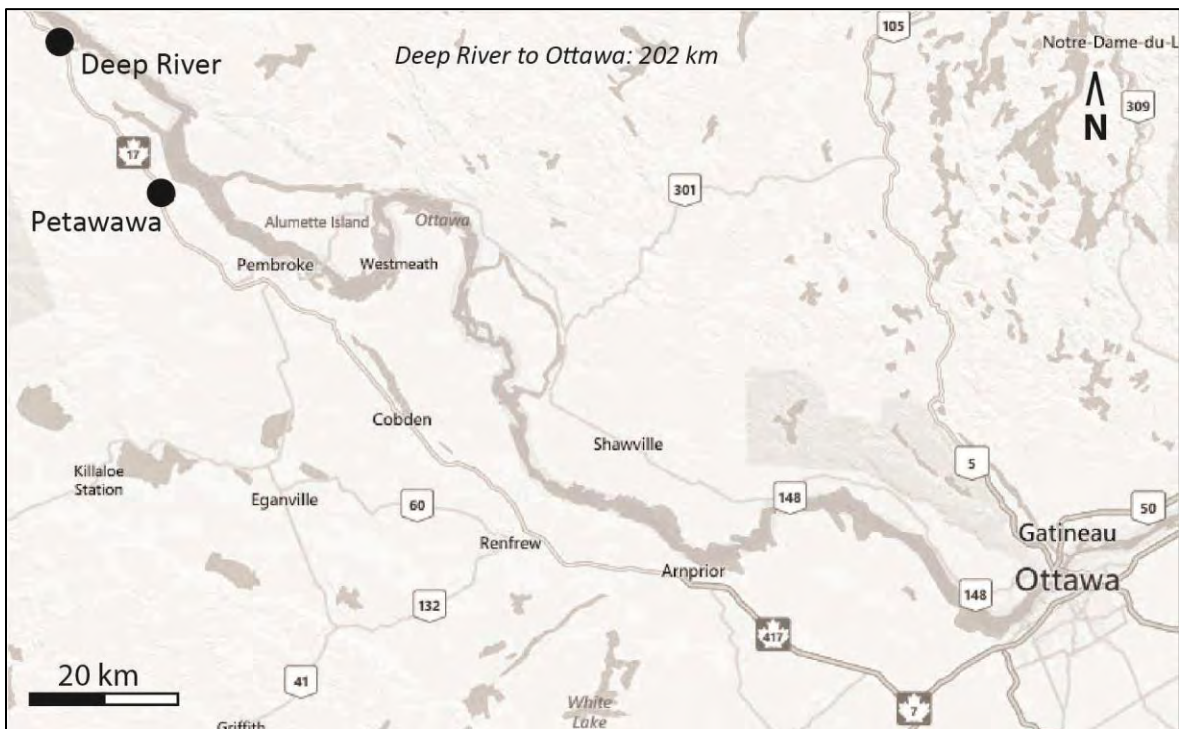 105
Notre-Dame-du-L
Deep River to Ottawa: 202 km
Deep River
N
309
17
Petawawa
301
Alumette Island
Ottawa
Pembroke
Westmeath
Cobden
Shawville
Killaloe
Station
5
Eganville
60
148
50
Renfrew
Gatineau
Arnprior
Ottawa
132
148
417
20 km
41
White
Lake
7
Griffith